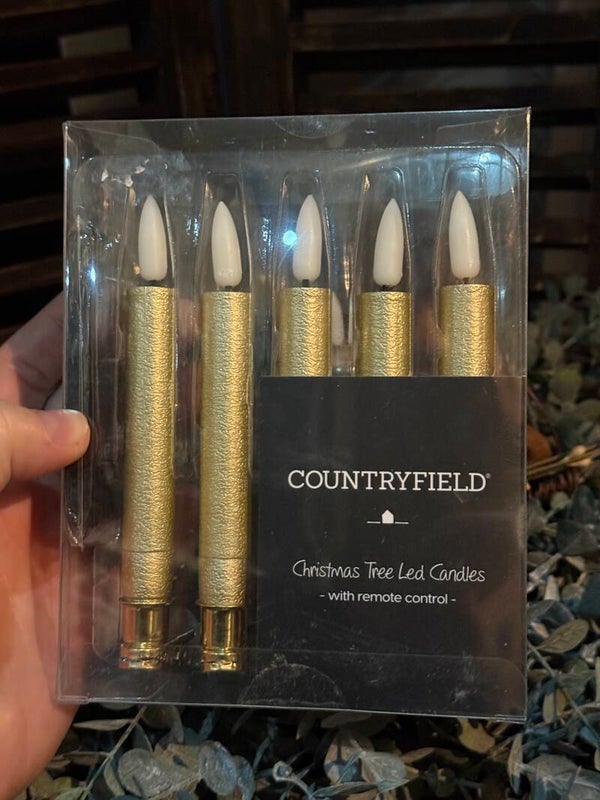 COUNTRYFIELD®
Christmas Tree Led Candles
- with remote control -